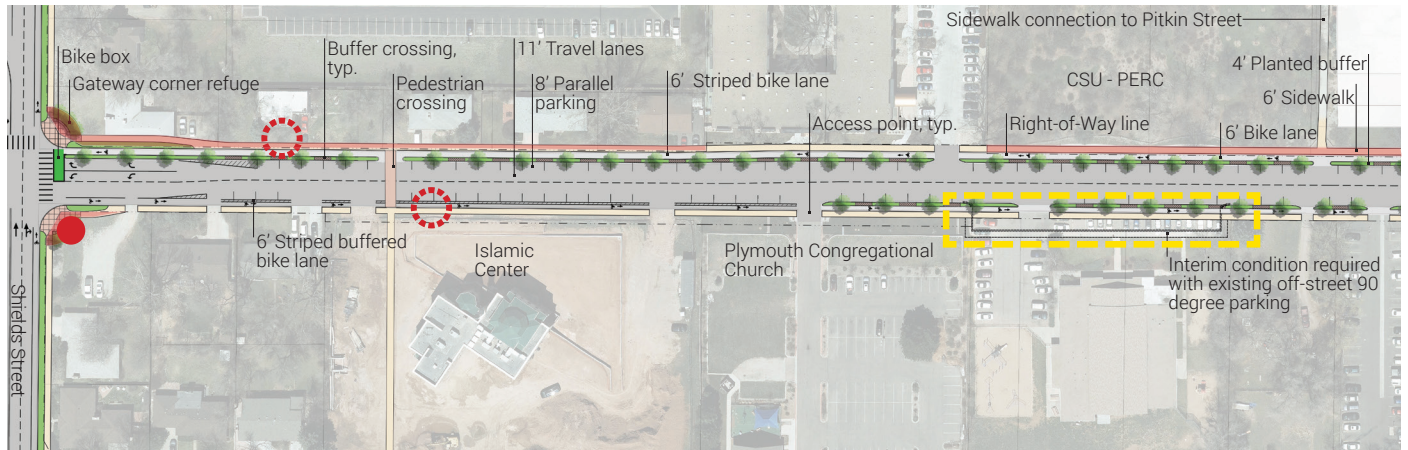 Sidewalk connection to Pitkin Street
Bike box
Gateway corner refuge
Buffer crossing,
typ.
Pedestrian
crossing
11’ Travel lanes
8’ Parallel
parking
6’ Striped bike lane
Access point, typ.
CSU - PERC
Right-of-Way line
4’ Planted buffer
6’ Sidewalk
6’ Bike lane
6’ Striped buffered
bike lane
Islamic
Center
Plymouth Congregational
Church
Interim condition required
with existing off-street 90
degree parking
Shields Street